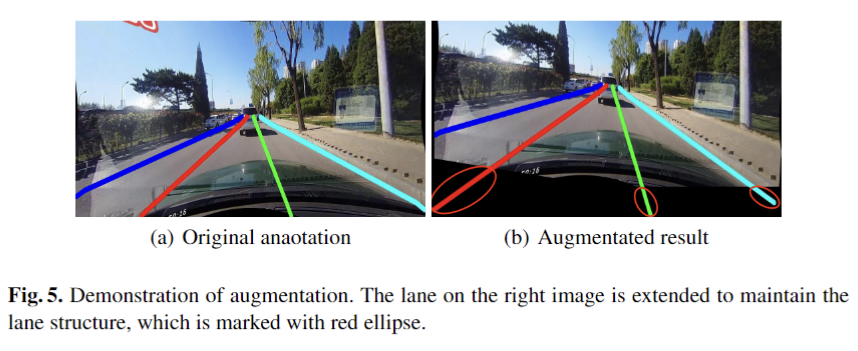 (a) Original anaotation
(b) Augmentated result
Fig. 5. Demonstration of augmentation. The lane on the right image is extended to maintain the
lane structure, which is marked with red ellipse.